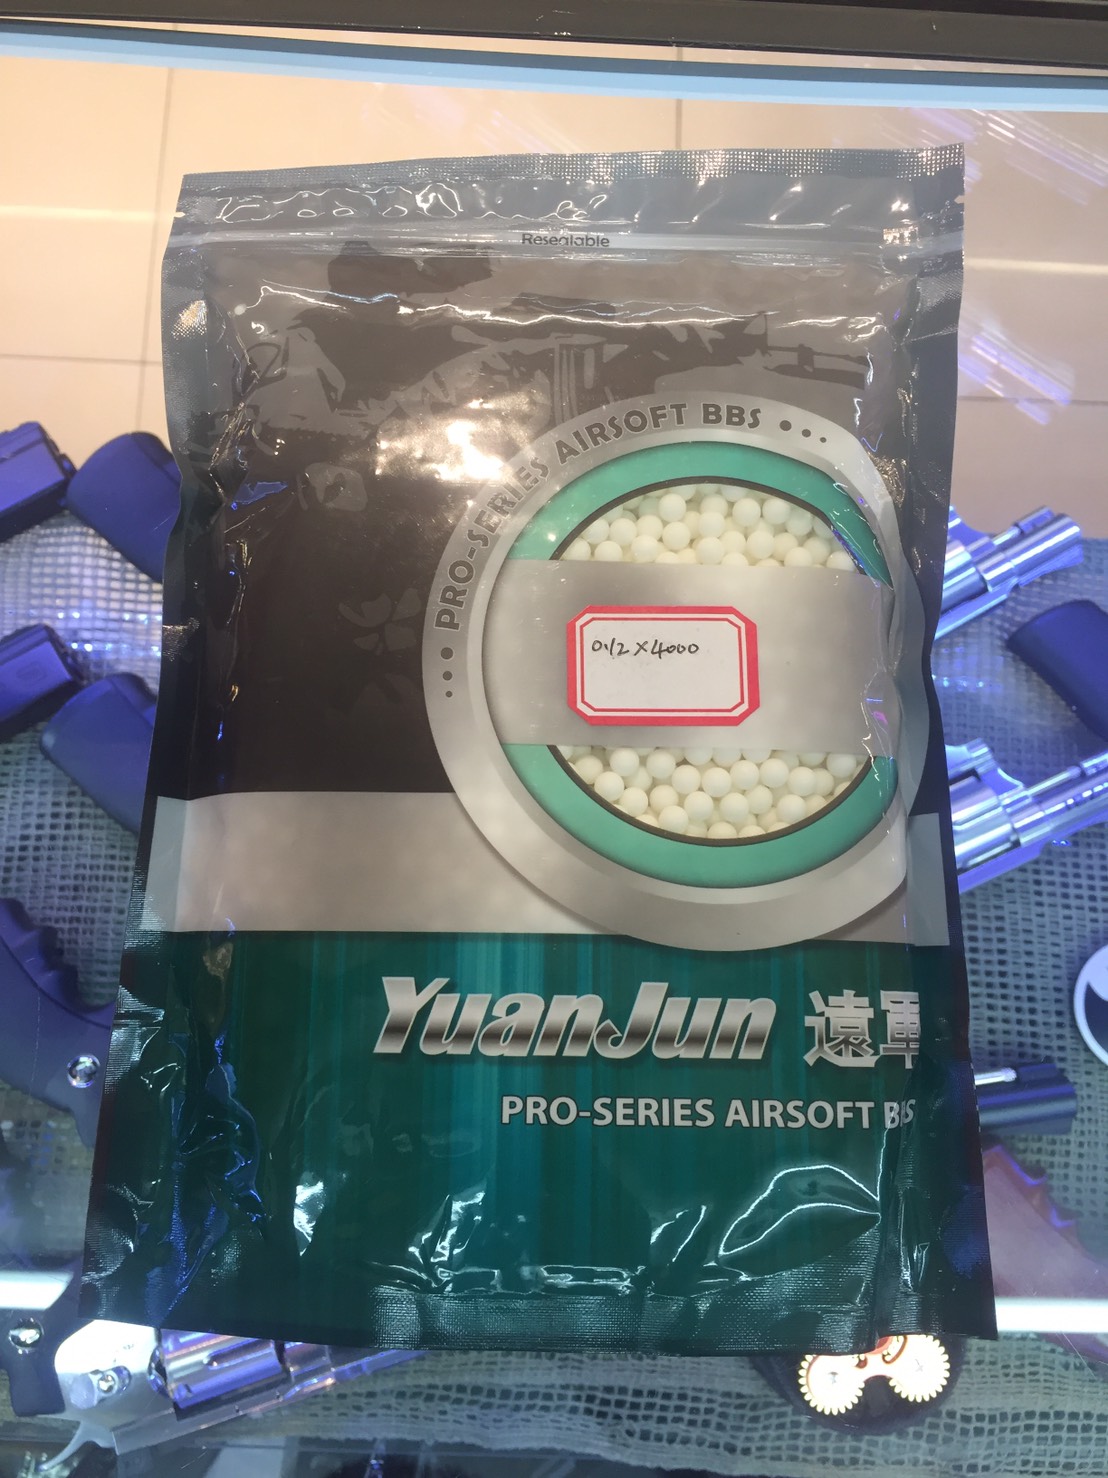 Resealable
PRO-SERIES AIRSOFT BBS
0.12 X 4000
YuanJun 遠軍
PRO-SERIES AIRSOFT BBS